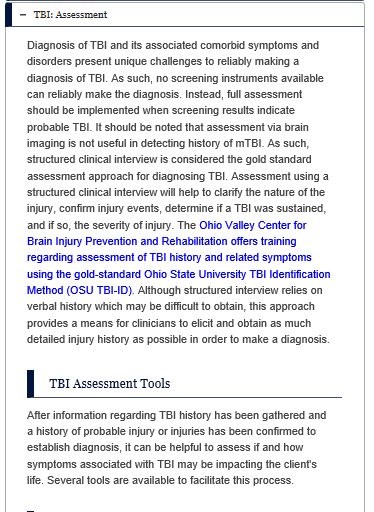 − TBI: Assessment
Diagnosis of TBI and its associated comorbid symptoms and
disorders present unique challenges to reliably making a
diagnosis of TBI. As such, no screening instruments available
can reliably make the diagnosis. Instead, full assessment
should be implemented when screening results indicate
probable TBI. It should be noted that assessment via brain
imaging is not useful in detecting history of mTBI. As such,
structured clinical interview is considered the gold standard
assessment approach for diagnosing TBI. Assessment using a
structured clinical interview will help to clarify the nature of the
injury, confirm injury events, determine if a TBI was sustained,
and if so, the severity of injury. The Ohio Valley Center for
Brain Injury Prevention and Rehabilitation offers training
regarding assessment of TBI history and related symptoms
using the gold-standard Ohio State University TBI Identification
Method (OSU TBI-ID). Although structured interview relies on
verbal history which may be difficult to obtain, this approach
provides a means for clinicians to elicit and obtain as much
detailed injury history as possible in order to make a diagnosis.
TBI Assessment Tools
After information regarding TBI history has been gathered and
a history of probable injury or injuries has been confirmed to
establish diagnosis, it can be helpful to assess if and how
symptoms associated with TBI may be impacting the client's
life. Several tools are available to facilitate this process.